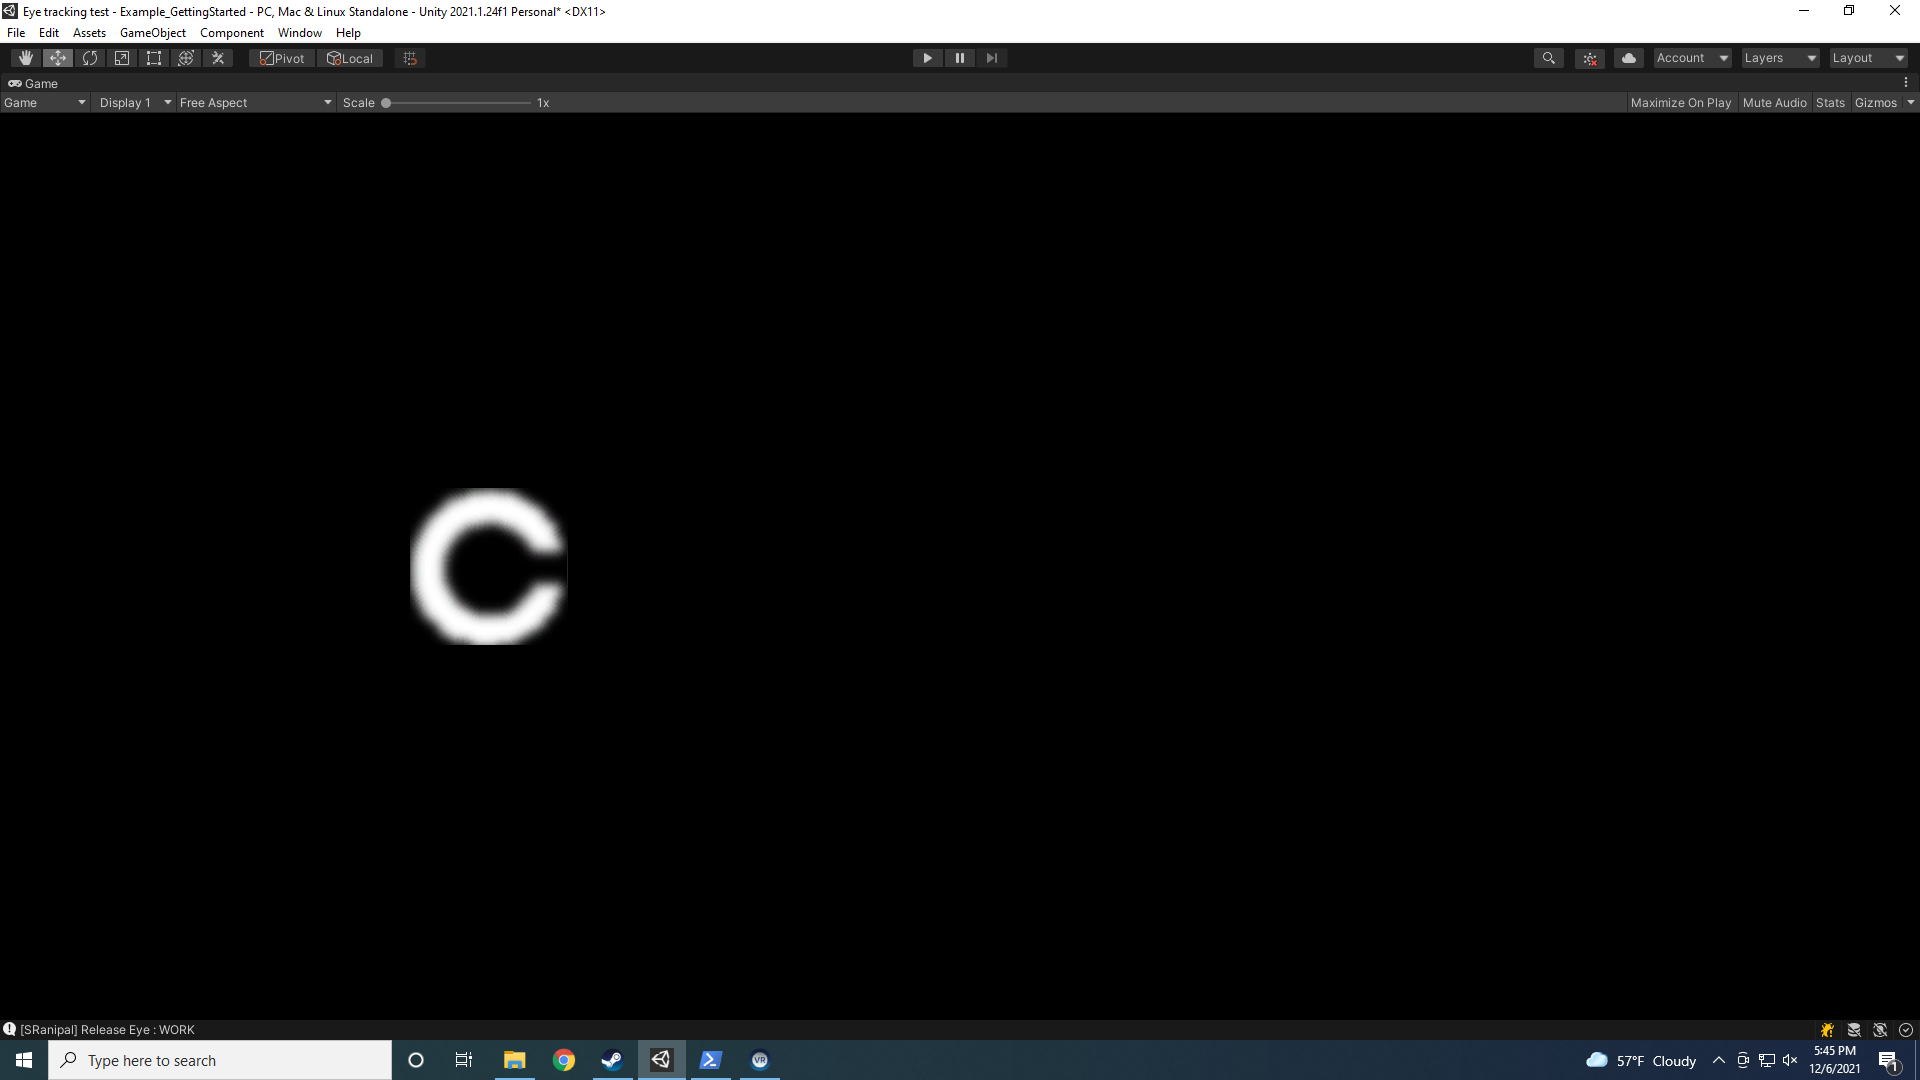 Eye tracking test - Example_GettingStarted - PC, Mac & Linux Standalone - Unity 2021.1.24f1 Personal* <DX11>
File Edit Assets GameObject Component Window Help
Pivot Local Account Layers Layout
Game
Game Display 1 Free Aspect Scale 1x Maximize On Play Mute Audio Stats Gizmos
C
[SRanipal] Release Eye : WORK
Type here to search VR 57°F Cloudy 5:45 PM
12/6/2021 1